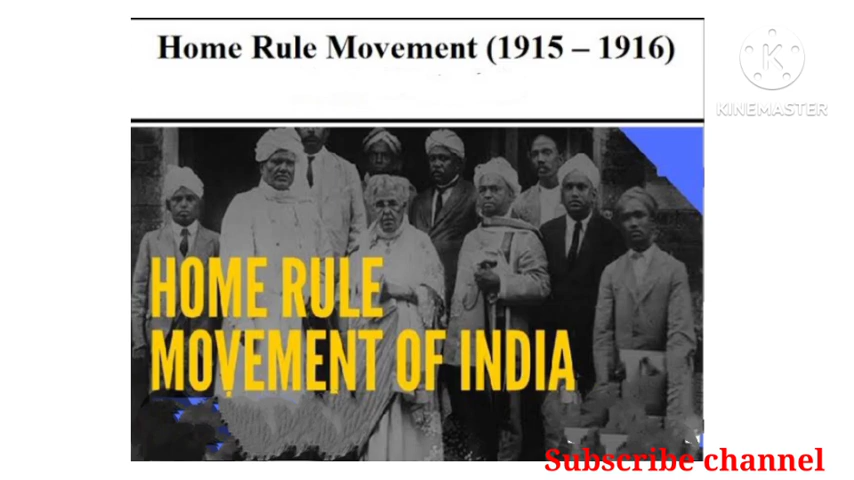 Home Rule Movement (1915 – 1916)
K
KINEMASTER
HOME RULE
MOVEMENT OF INDIA
Subscribe channel